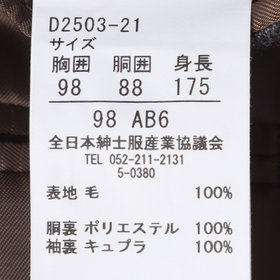 D2503-21
サイズ
胸囲 胴囲 身長
98 88 175
98 AB6
全日本紳士服産業協議会
TEL 052-211-2131
5-0380
表地 毛 100%
胴裏 ポリエステル 100%
袖裏 キュプラ 100%